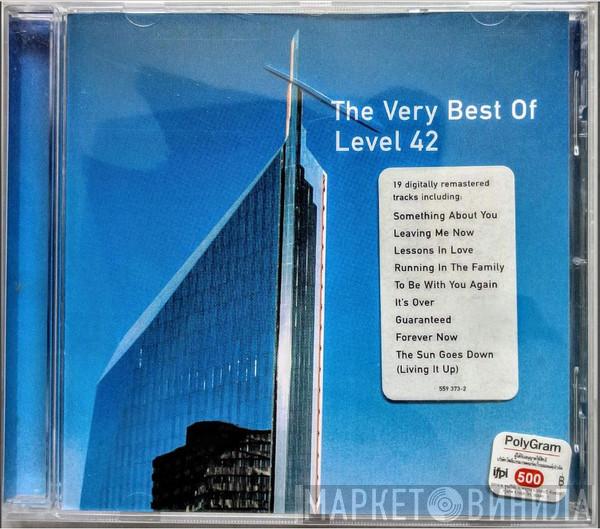 The Very Best Of
Level 42
19 digitally remastered
tracks including:
Something About You
Leaving Me Now
Lessons In Love
Running In The Family
To Be With You Again
It's Over
Guaranteed
Forever Now
The Sun Goes Down
(Living It Up)
559 373-2
PolyGram
ifpi
500
B
МАРКЕТ ВИНИЛА